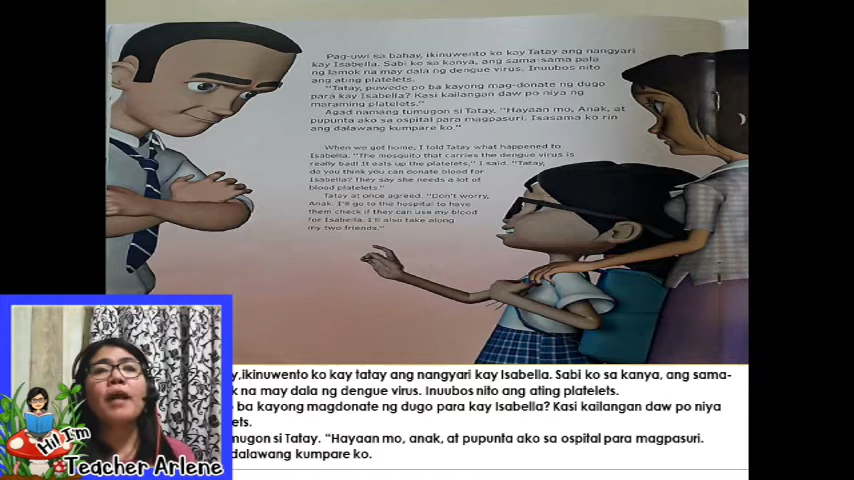 Pag-uwi sa bahay, ikinuwento ko kay Tatay ang nangyari
kay Isabella. Sabi ko sa kanya, ang sama-sama pala
ng lamok na may dala ng dengue virus. Inuubos nito
ang ating platelets.
"Tatay, puwede po ba kayong mag-donate ng dugo
para kay Isabella? Kasi kailangan daw po niya ng
maraming platelets."
Agad namang tumugon si Tatay. "Hayaan mo, Anak, at
pupunta ako sa ospital para magpasuri. Isasama ko rin
ang dalawang kumpare ko."
When we got home, I told Tatay what happened to
Isabella. "The mosquito that carries the dengue virus is
really bad! It eats up the platelets," I said. "Tatay,
do you think you can donate blood for
Isabella? They say she needs a lot of
blood platelets."
Tatay at once agreed. "Don't worry,
Anak. I'll go to the hospital to have
them check if they can use my blood
for Isabella. I'll also take along
my two friends."
y,ikinuwento ko kay tatay ang nangyari kay Isabella. Sabi ko sa kanya, ang sama-
k na may dala ng dengue virus. Inuubos nito ang ating platelets.
ba kayong magdonate ng dugo para kay Isabella? Kasi kailangan daw po niya
ets.
nugon si Tatay. "Hayaan mo, anak, at pupunta ako sa ospital para magpasuri.
dalawang kumpare ko.
Hi! I'm
Teacher Arlene